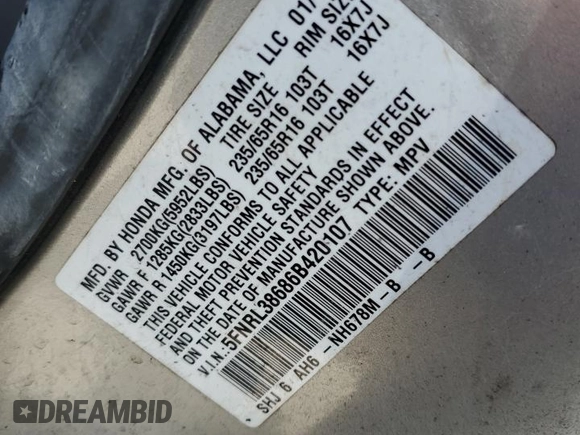 MFD. BY HONDA MFG. OF ALABAMA, LLC 01/
GVWR 2700KG(5952LBS) TIRE SIZE RIM SIZE
GAWR F 1285KG(2833LBS) 235/65R16 103T 16X7J
GAWR R 1450KG(3197LBS) 235/65R16 103T 16X7J
THIS VEHICLE CONFORMS TO ALL APPLICABLE
FEDERAL MOTOR VEHICLE SAFETY
AND THEFT PREVENTION STANDARDS IN EFFECT
ON THE DATE OF MANUFACTURE SHOWN ABOVE.
V.I.N.: 5FNRL38686B420107 TYPE: MPV
SHJ 6 AH6 -NH678M -B -B
DREAMBID